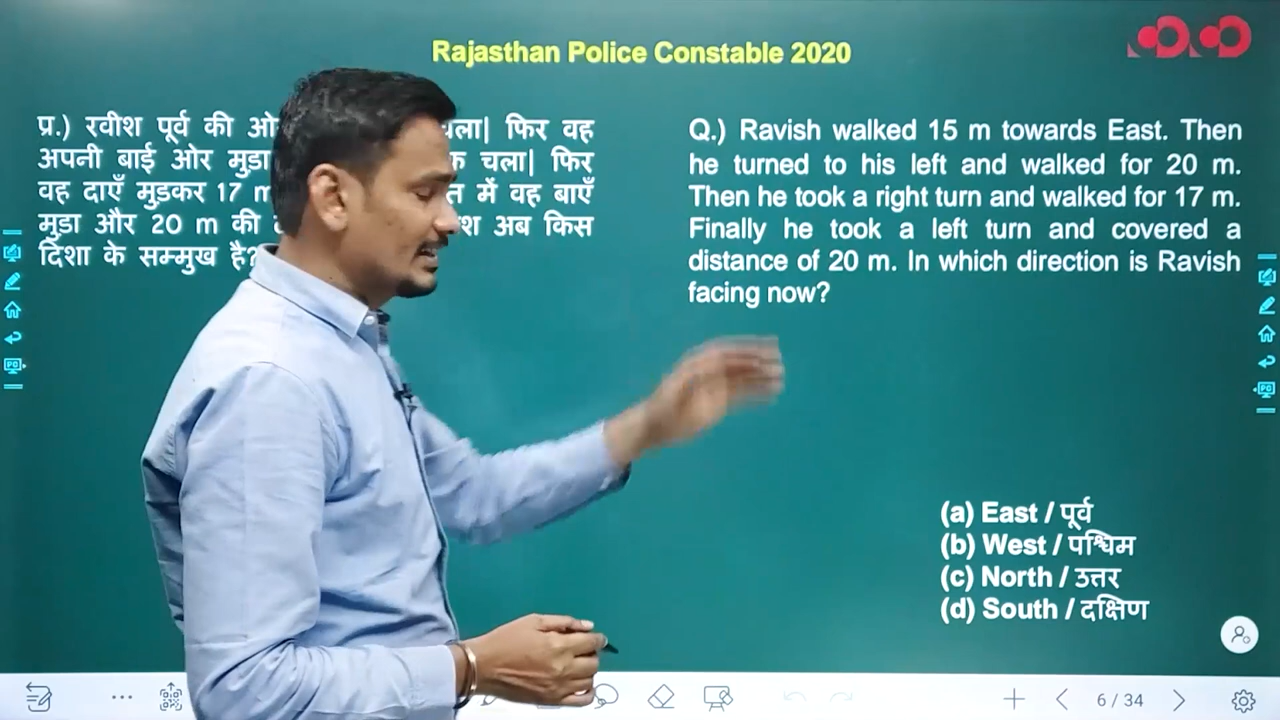 Rajasthan Police Constable 2020
प्र.) रवीश पूर्व की चला| फिर वह
अपनी बाई ओर मुडा चला| फिर
वह दाएँ मुड़कर 17 में वह बाएँ
मुडा और 20 m की अब किस
दिशा के सम्मुख है?
Q.) Ravish walked 15 m towards East. Then
he turned to his left and walked for 20 m.
Then he took a right turn and walked for 17 m.
Finally he took a left turn and covered a
distance of 20 m. In which direction is Ravish
facing now?
(a) East / पूर्व
(b) West / पश्चिम
(c) North / उत्तर
(d) South / दक्षिण
6 / 34